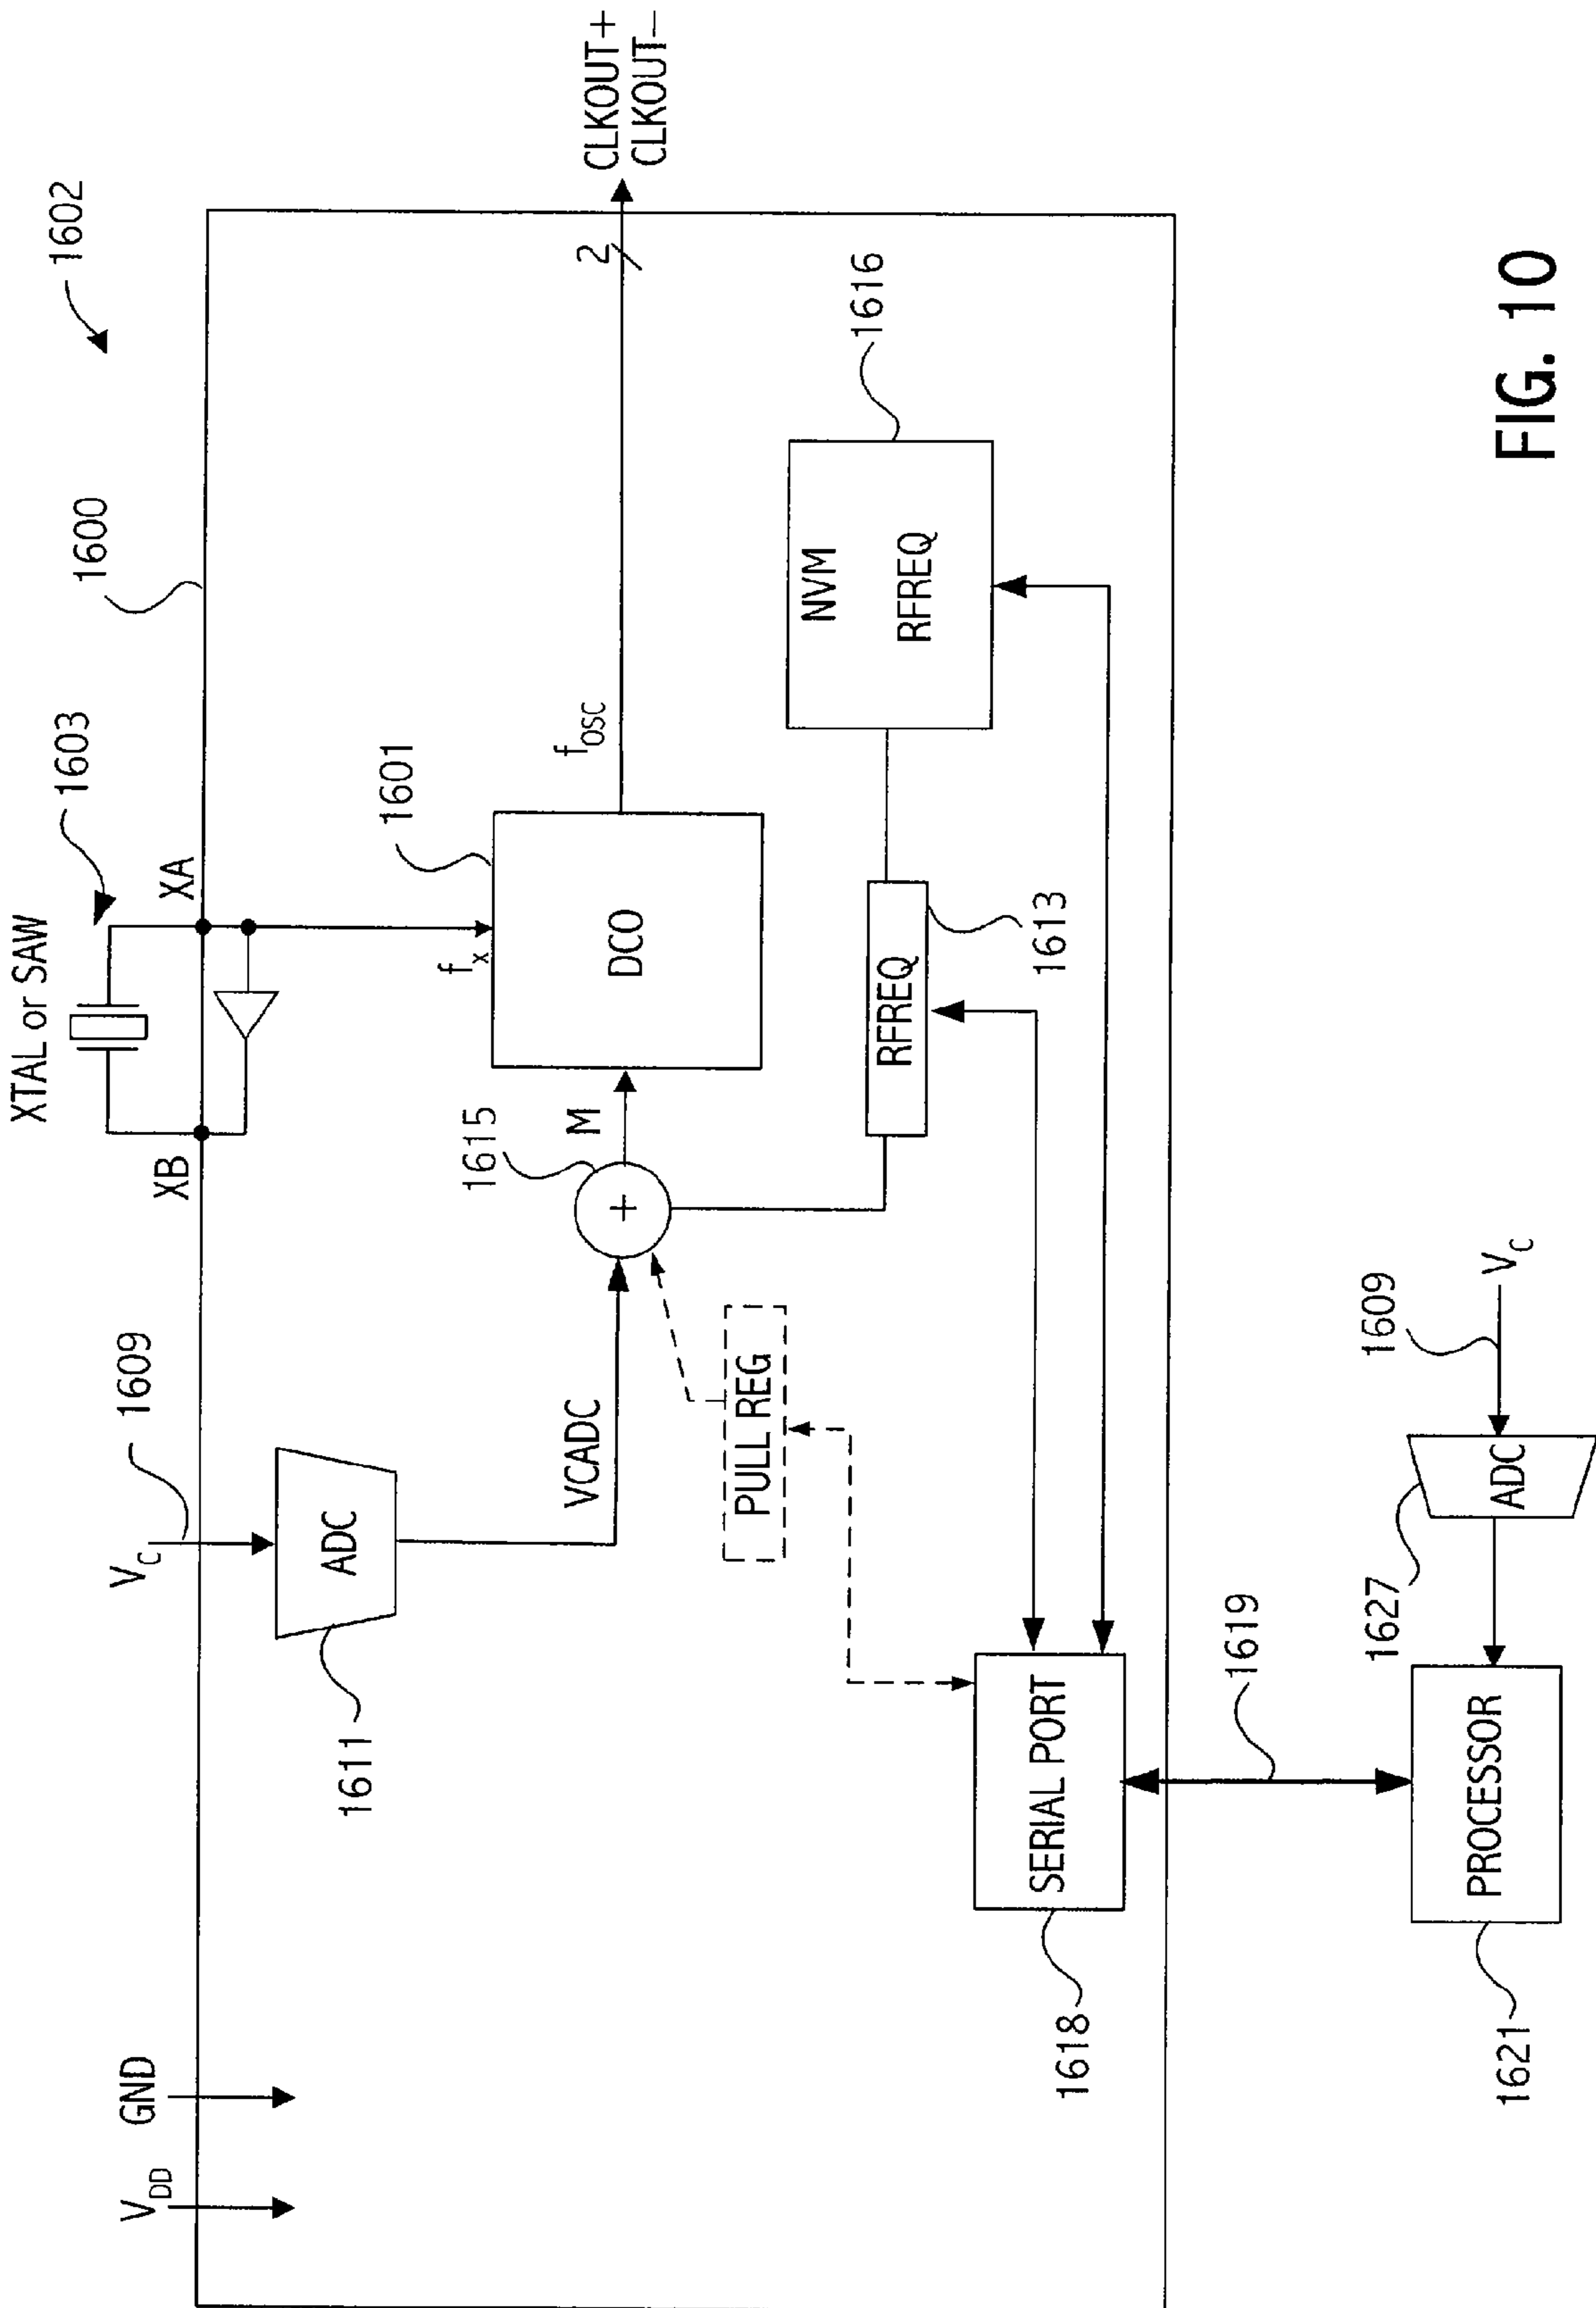 1602
XTAL or SAW
1603
1600
V_DD
GND
V_C
1609
XB
XA
CLKOUT+
CLKOUT−
2
f_x
1601
f_OSC
DCO
ADC
1611
VCADC
1615
+
M
PULL REG
RFREQ
1613
NVM
RFREQ
1616
SERIAL PORT
1618
1619
PROCESSOR
1621
1627
ADC
1609
V_C
FIG. 10